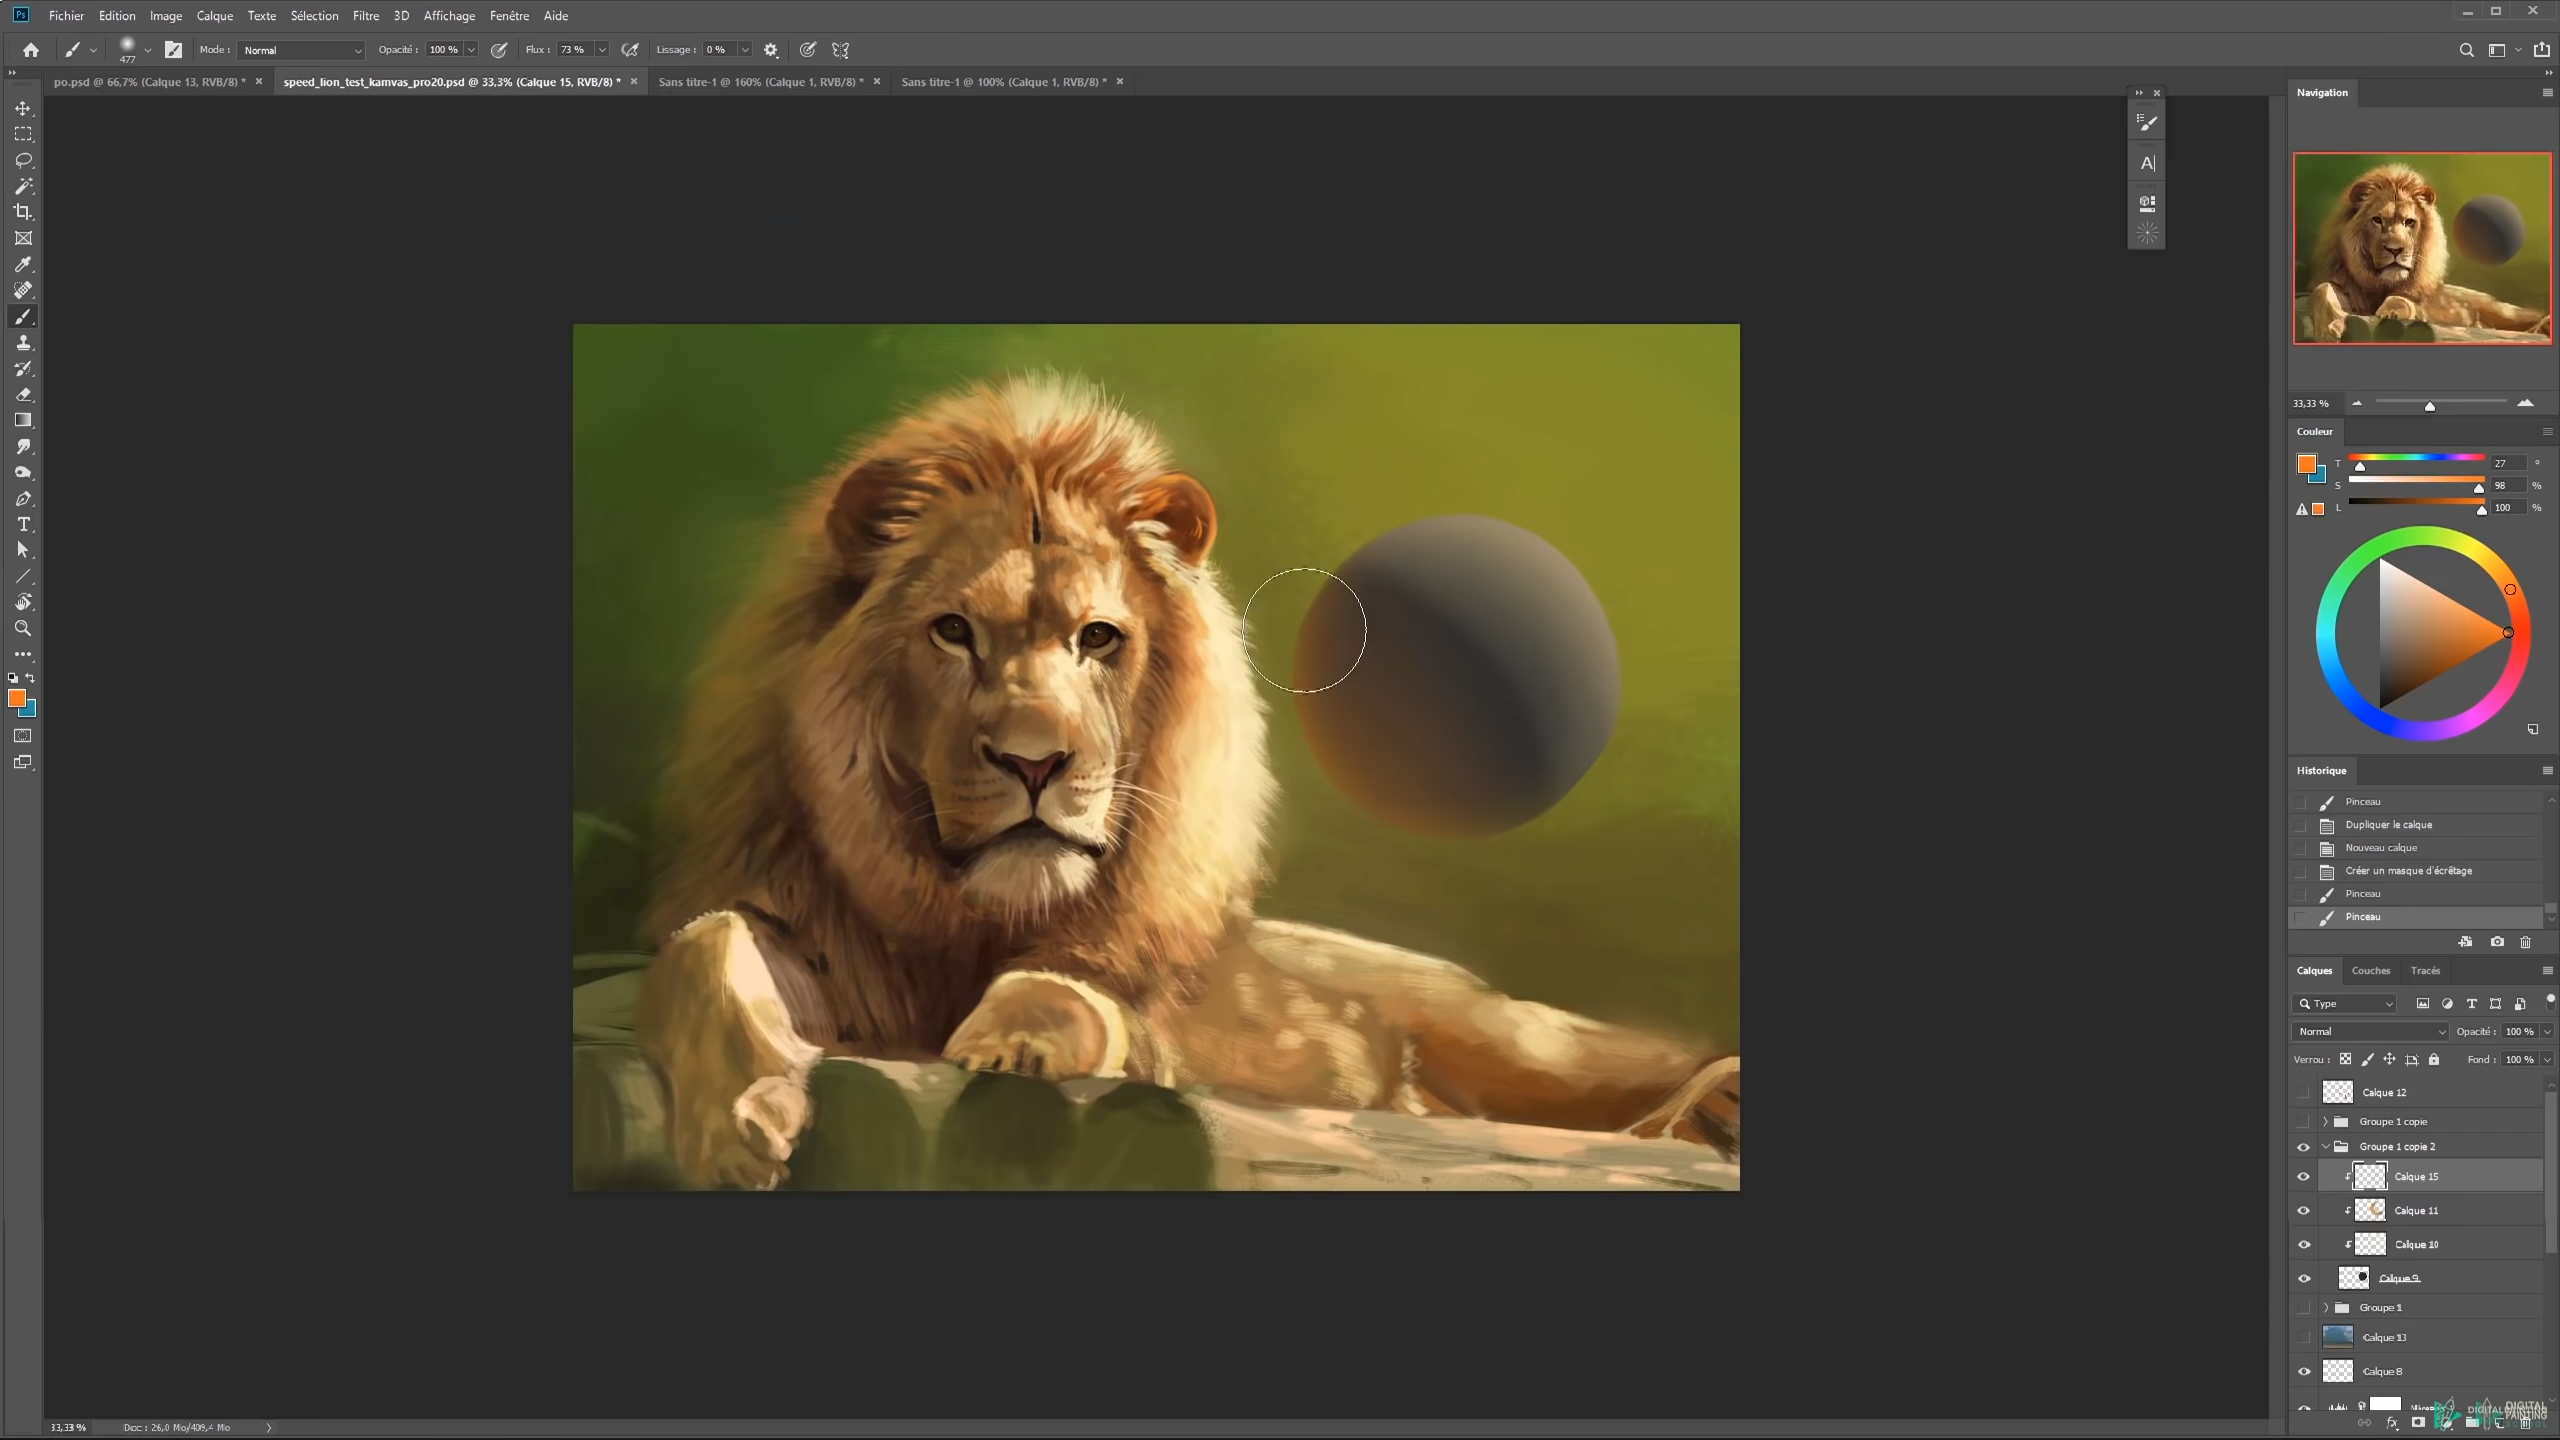 Ps Fichier Edition Image Calque Texte Sélection Filtre 3D Affichage Fenêtre Aide
477 Mode : Normal Opacité : 100 % Flux : 73 % Lissage : 0 %
po.psd @ 66,7% (Calque 13, RVB/8) * speed_lion_test_kamvas_pro20.psd @ 33,3% (Calque 15, RVB/8) * Sans titre-1 @ 160% (Calque 1, RVB/8) * Sans titre-1 @ 100% (Calque 1, RVB/8) *
Navigation
33,33 %
Couleur
T 27 °
S 98 %
L 100 %
Historique
Pinceau
Dupliquer le calque
Nouveau calque
Créer un masque d'écrêtage
Pinceau
Pinceau
Calques Couches Tracés
Type
Normal Opacité : 100 %
Verrou : Fond : 100 %
Calque 12
Groupe 1 copie
Groupe 1 copie 2
Calque 15
Calque 11
Calque 10
Calque 9
Groupe 1
Calque 13
Calque 8
DIGITAL PAINTING
33,33 % Doc : 26,0 Mo/409,4 Mo